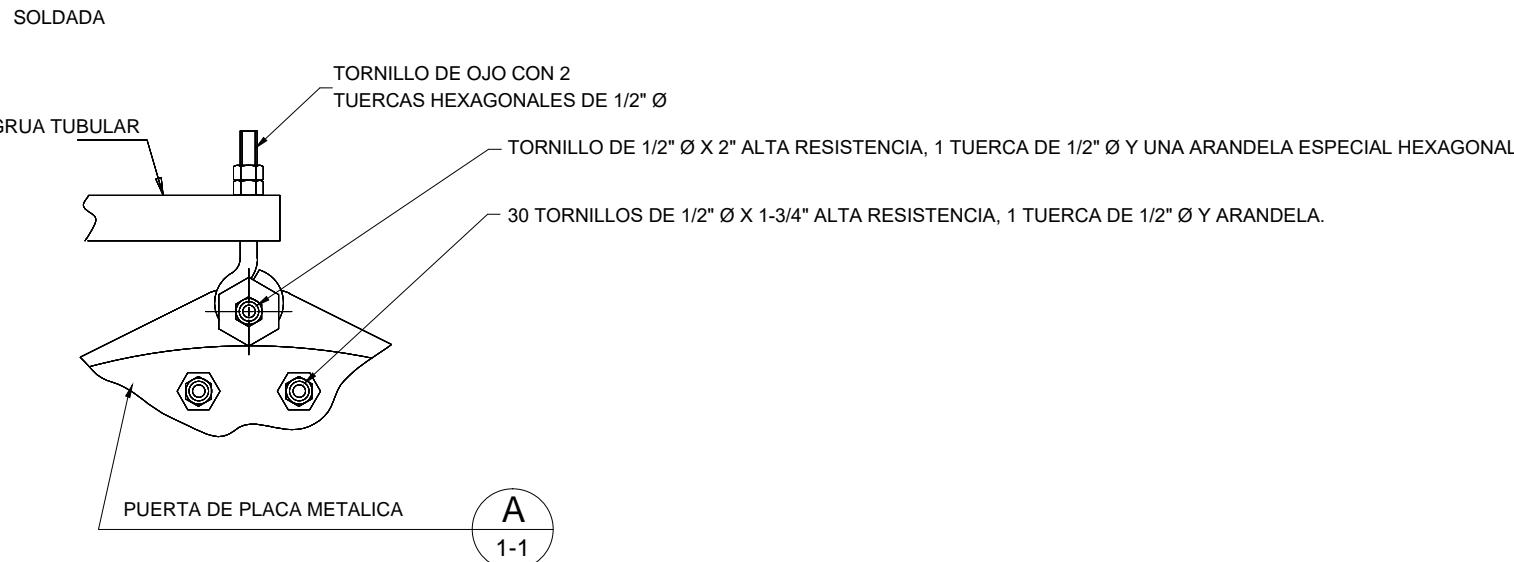 SOLDADA
TORNILLO DE OJO CON 2
TUERCAS HEXAGONALES DE 1/2" Ø
GRUA TUBULAR
TORNILLO DE 1/2" Ø X 2" ALTA RESISTENCIA, 1 TUERCA DE 1/2" Ø Y UNA ARANDELA ESPECIAL HEXAGONAL
30 TORNILLOS DE 1/2" Ø X 1-3/4" ALTA RESISTENCIA, 1 TUERCA DE 1/2" Ø Y ARANDELA.
PUERTA DE PLACA METALICA
A
1-1